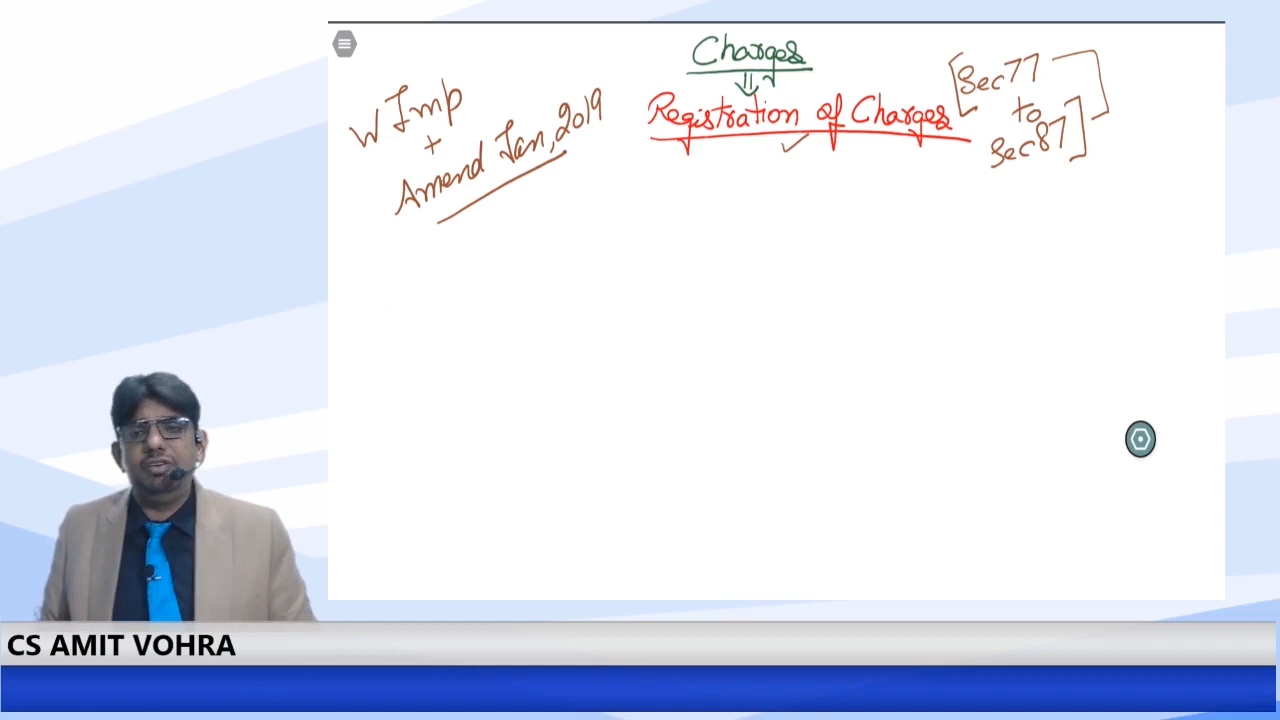 Charges
Registration of Charges
[Sec 77
to
Sec 87]
V Imp
+
Amend Jan, 2019
CS AMIT VOHRA